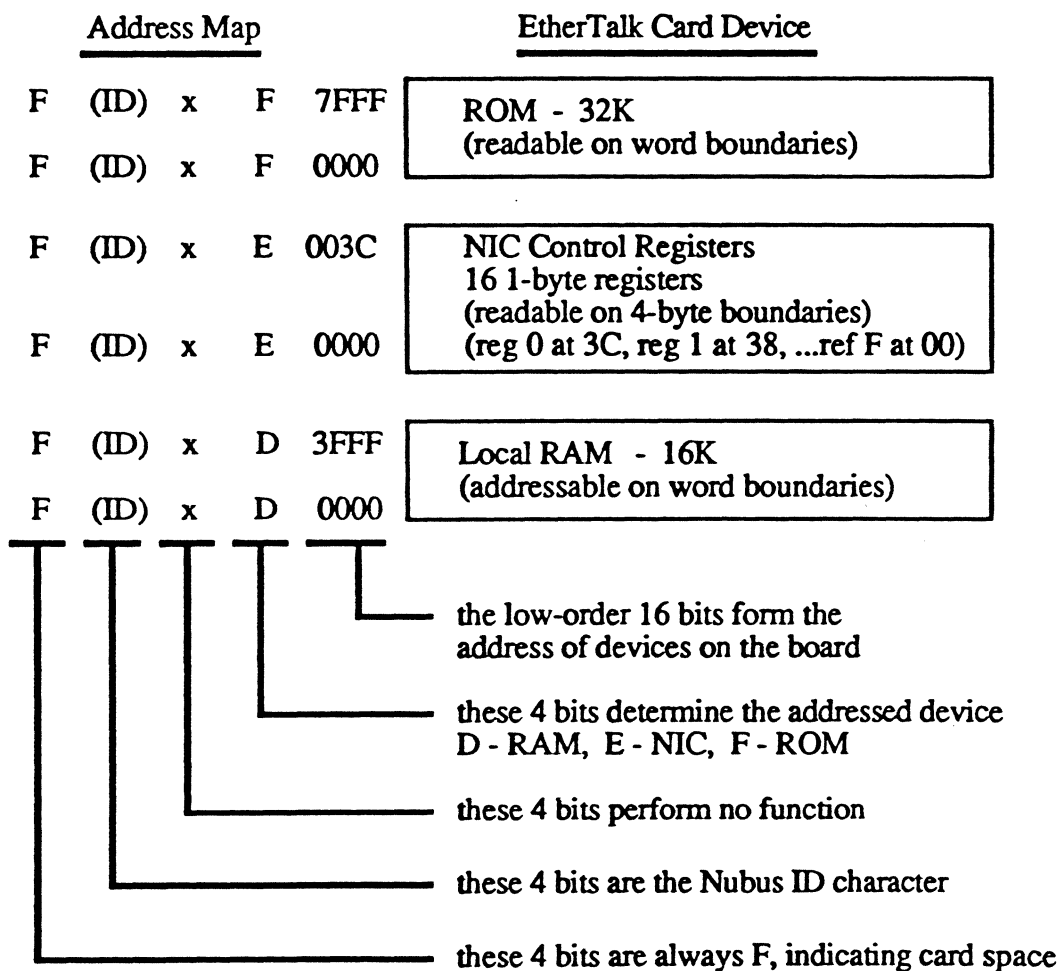 Address Map EtherTalk Card Device
F (ID) x F 7FFF
ROM - 32K
(readable on word boundaries)
F (ID) x F 0000
F (ID) x E 003C
NIC Control Registers
16 1-byte registers
(readable on 4-byte boundaries)
(reg 0 at 3C, reg 1 at 38, ...ref F at 00)
F (ID) x E 0000
F (ID) x D 3FFF
Local RAM - 16K
(addressable on word boundaries)
F (ID) x D 0000
the low-order 16 bits form the
address of devices on the board
these 4 bits determine the addressed device
D - RAM, E - NIC, F - ROM
these 4 bits perform no function
these 4 bits are the Nubus ID character
these 4 bits are always F, indicating card space